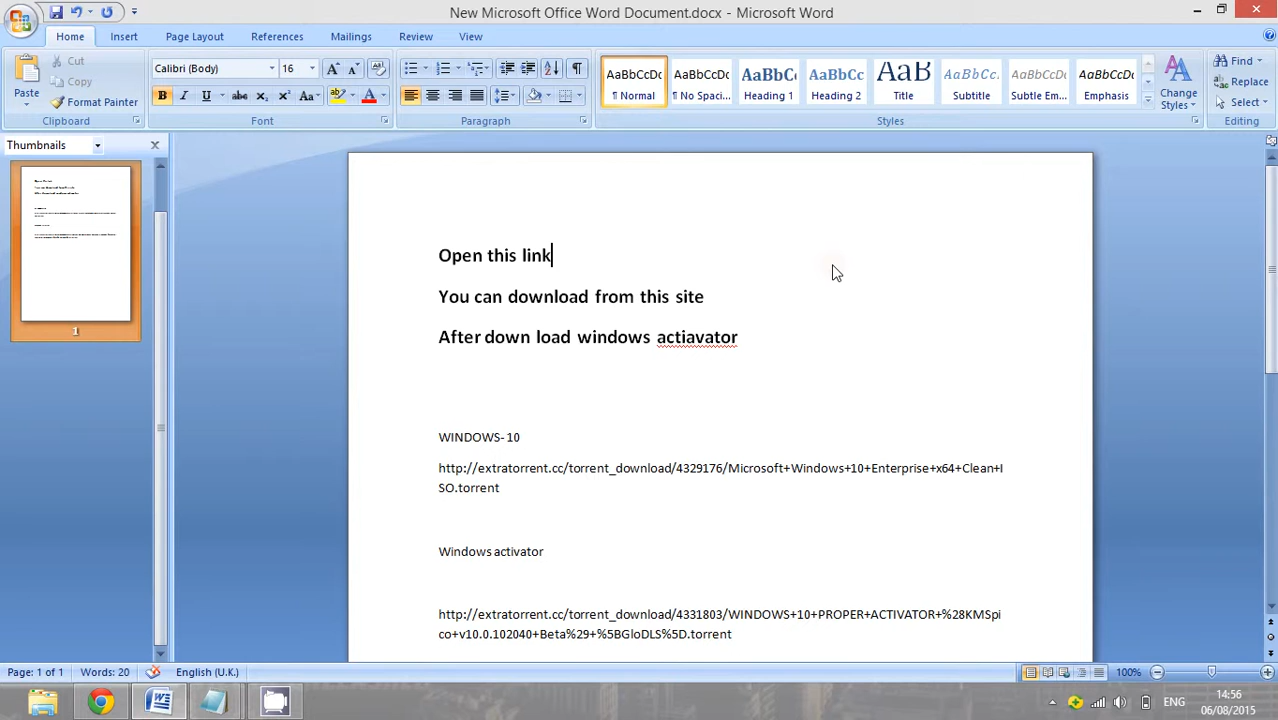 New Microsoft Office Word Document.docx - Microsoft Word
Home Insert Page Layout References Mailings Review View
Paste Cut Copy Format Painter
Calibri (Body) 16
AaBbCcDc AaBbCcDc AaBbCc AaBbCc AaB AaBbCc. AaBbCcDc AaBbCcDc
¶ Normal ¶ No Spaci... Heading 1 Heading 2 Title Subtitle Subtle Em... Emphasis
Change Styles
Find Replace Select
Clipboard Font Paragraph Styles Editing
Thumbnails
1
Open this link
You can download from this site
After down load windows actiavator
WINDOWS- 10
http://extratorrent.cc/torrent_download/4329176/Microsoft+Windows+10+Enterprise+x64+Clean+I
SO.torrent
Windows activator
http://extratorrent.cc/torrent_download/4331803/WINDOWS+10+PROPER+ACTIVATOR+%28KMSpi
co+v10.0.102040+Beta%29+%5BGloDLS%5D.torrent
Page: 1 of 1 Words: 20 English (U.K.) 100%
ENG 14:56
06/08/2015